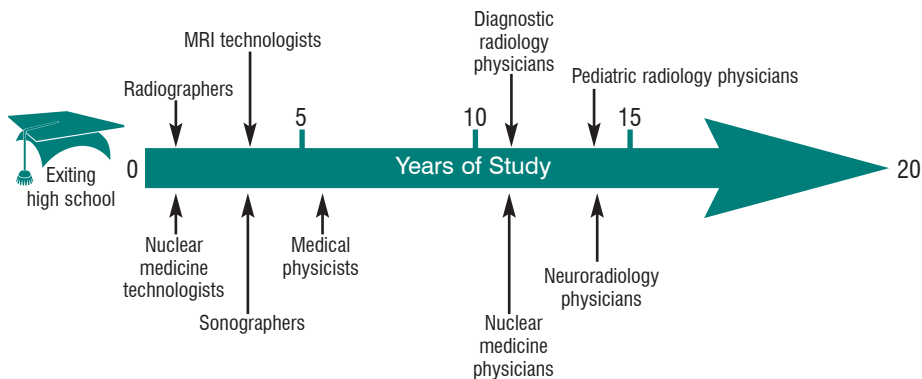 MRI technologists
Radiographers
Diagnostic
radiology
physicians
Pediatric radiology physicians
5
10
15
Exiting
high school
0
Years of Study
20
Nuclear
medicine
technologists
Sonographers
Medical
physicists
Nuclear
medicine
physicians
Neuroradiology
physicians